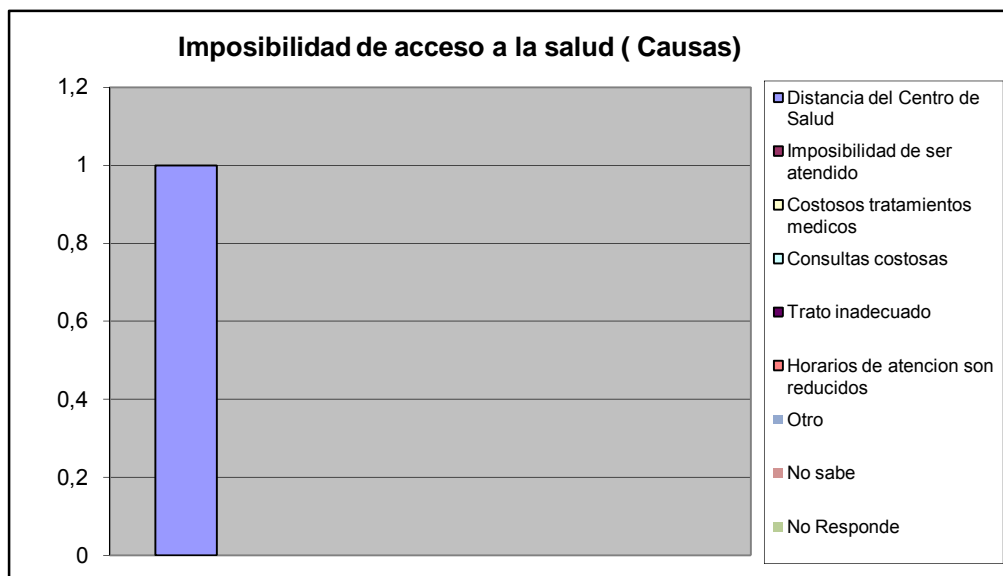 Imposibilidad de acceso a la salud ( Causas)
1,2
1
0,8
0,6
0,4
0,2
0
Distancia del Centro de
Salud
Imposibilidad de ser
atendido
Costosos tratamientos
medicos
Consultas costosas
Trato inadecuado
Horarios de atencion son
reducidos
Otro
No sabe
No Responde